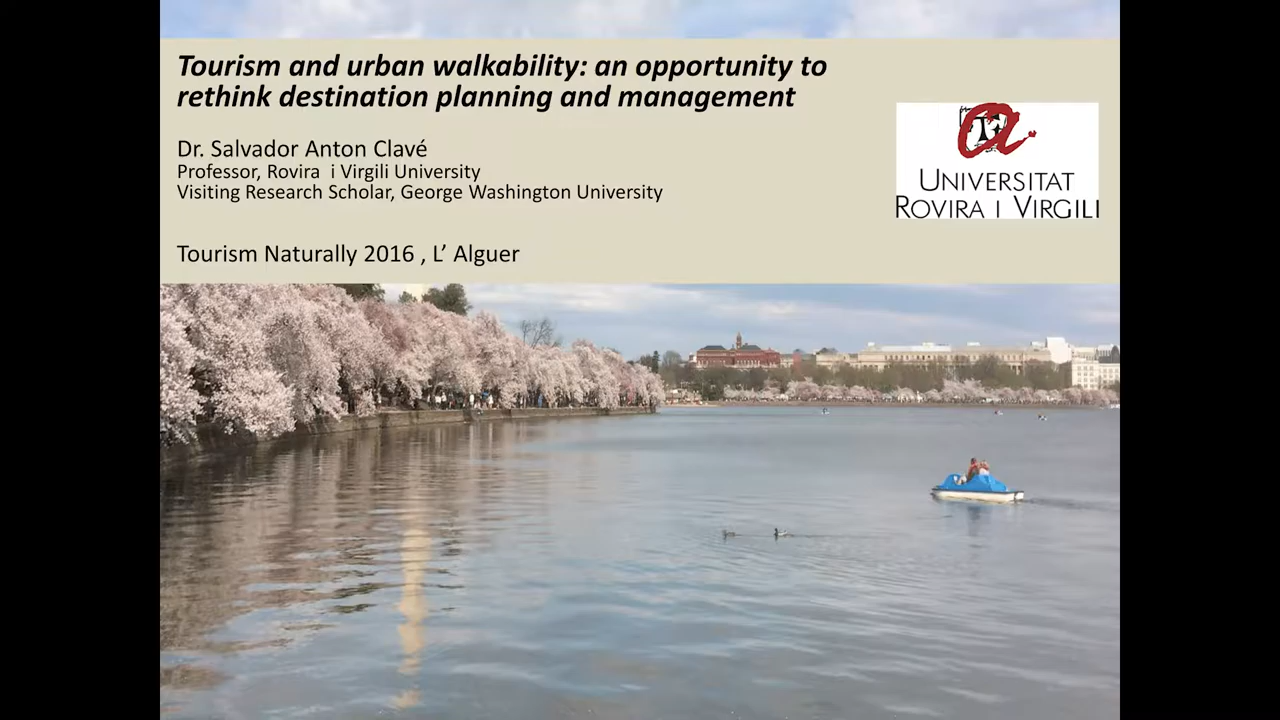 Tourism and urban walkability: an opportunity to
rethink destination planning and management
Dr. Salvador Anton Clavé
Professor, Rovira i Virgili University
Visiting Research Scholar, George Washington University
Tourism Naturally 2016 , L’ Alguer
UNIVERSITAT
ROVIRA I VIRGILI